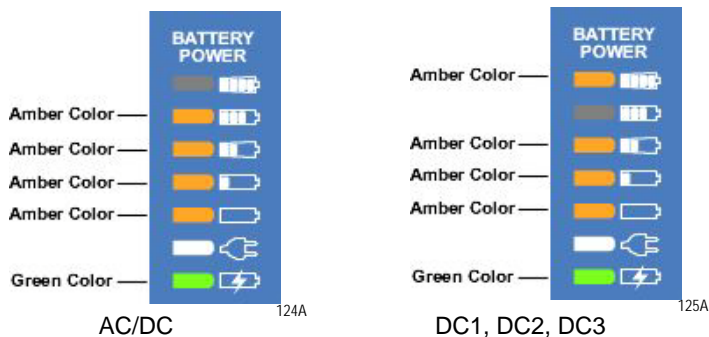 BATTERY
POWER
Amber Color
Amber Color
Amber Color
Amber Color
Green Color
124A
AC/DC
BATTERY
POWER
Amber Color
Amber Color
Amber Color
Amber Color
Green Color
125A
DC1, DC2, DC3